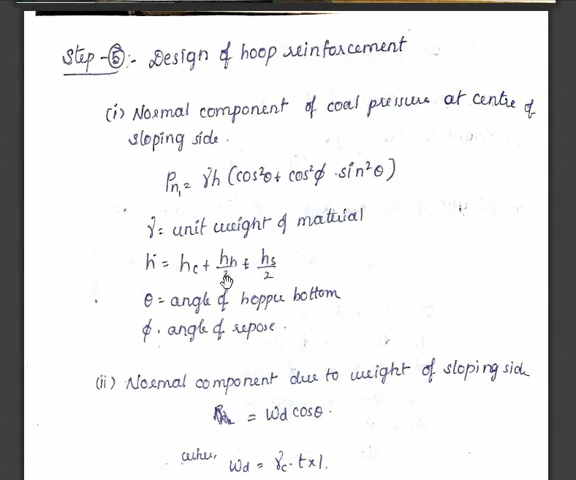 Step-⑤:- Design of hoop reinforcement
(i) Normal component of coal pressure at centre of
sloping side.
Pn₁ = γh (cos²θ + cos²φ · sin²θ)
γ = unit weight of material
h = hc + hh/3 + hs/2
θ = angle of hopper bottom
φ = angle of repose.
(ii) Normal component due to weight of sloping side
= Wd cosθ.
where, Wd = γc · t x 1.